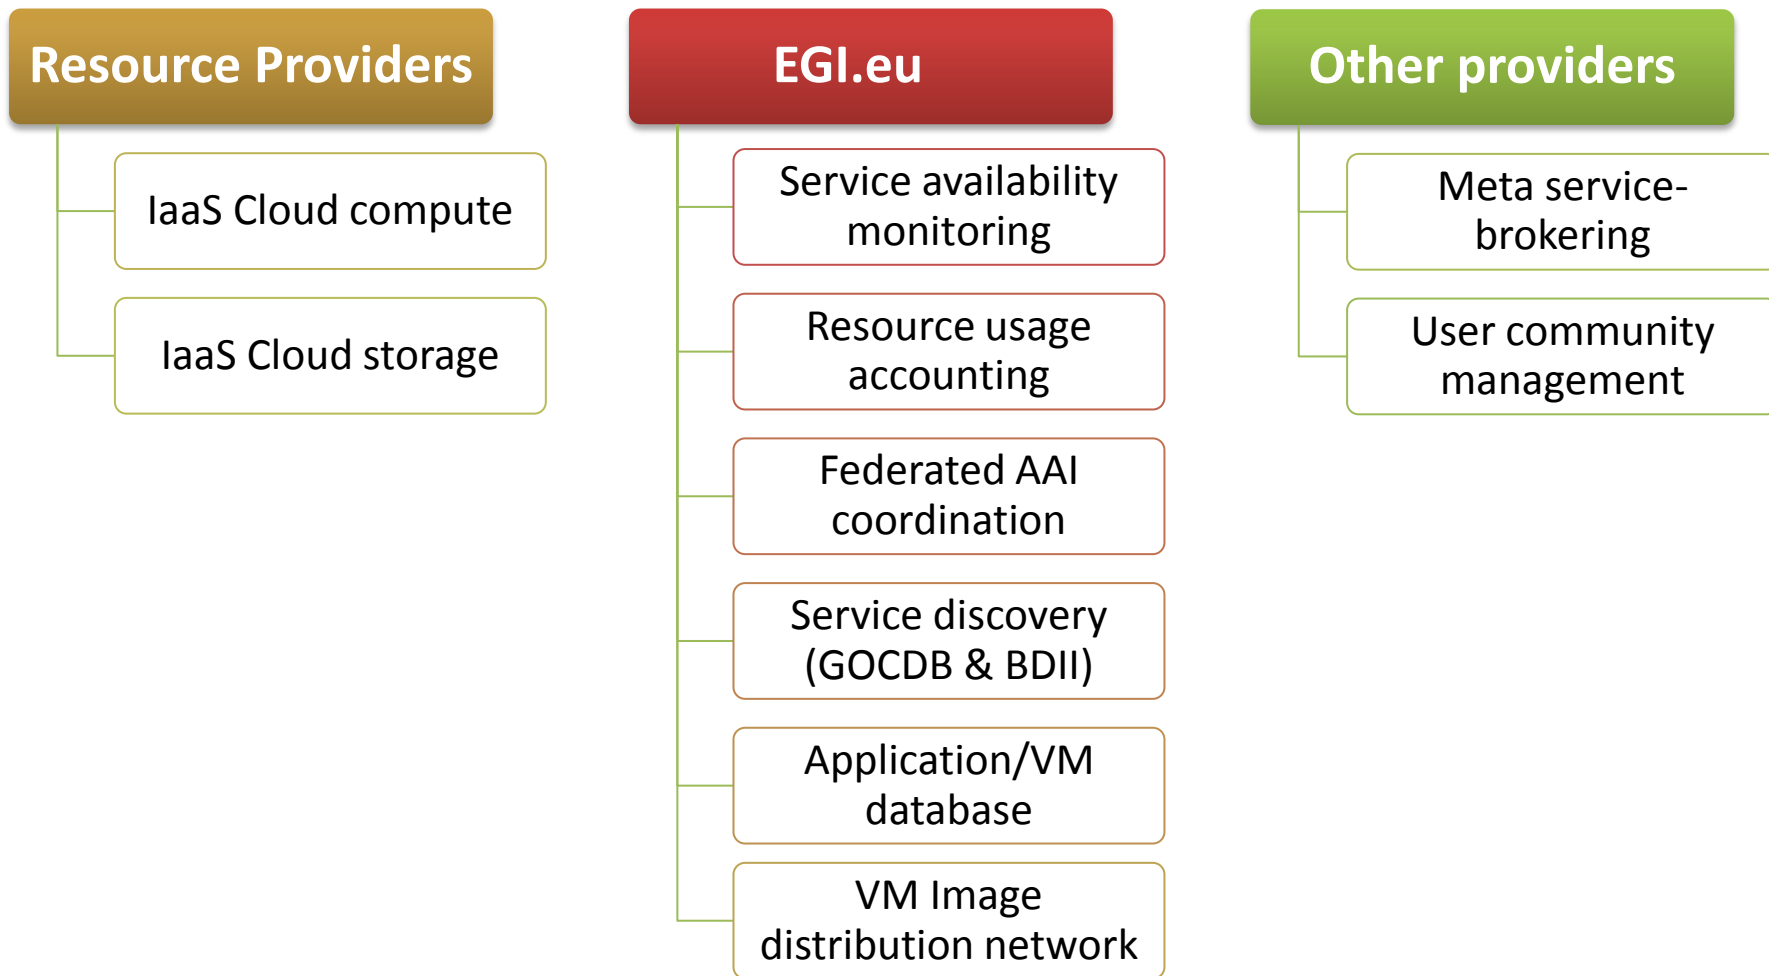 Resource Providers
IaaS Cloud compute
IaaS Cloud storage
EGI.eu
Service availability
monitoring
Resource usage
accounting
Federated AAI
coordination
Service discovery
(GOCDB & BDII)
Application/VM
database
VM Image
distribution network
Other providers
Meta service-
brokering
User community
management